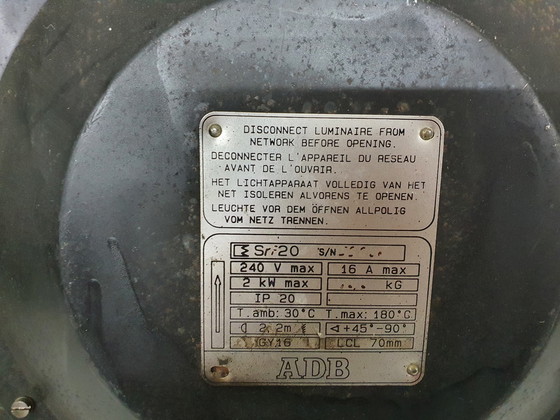 DISCONNECT LUMINAIRE FROM
NETWORK BEFORE OPENING.
DECONNECTER L'APPAREIL DU RESEAU
AVANT DE L'OUVRIR.
HET LICHTAPPARAAT VOLLEDIG VAN HET
NET ISOLEREN ALVORENS TE OPENEN.
LEUCHTE VOR DEM ÖFFNEN ALLPOLIG
VOM NETZ TRENNEN.
S/N
240 V max 16 A max
2 kW max kG
IP 20
T.amb: 30°C T.max: 180°C
2.2m +45°-90°
GY16 LCL 70mm
ADB